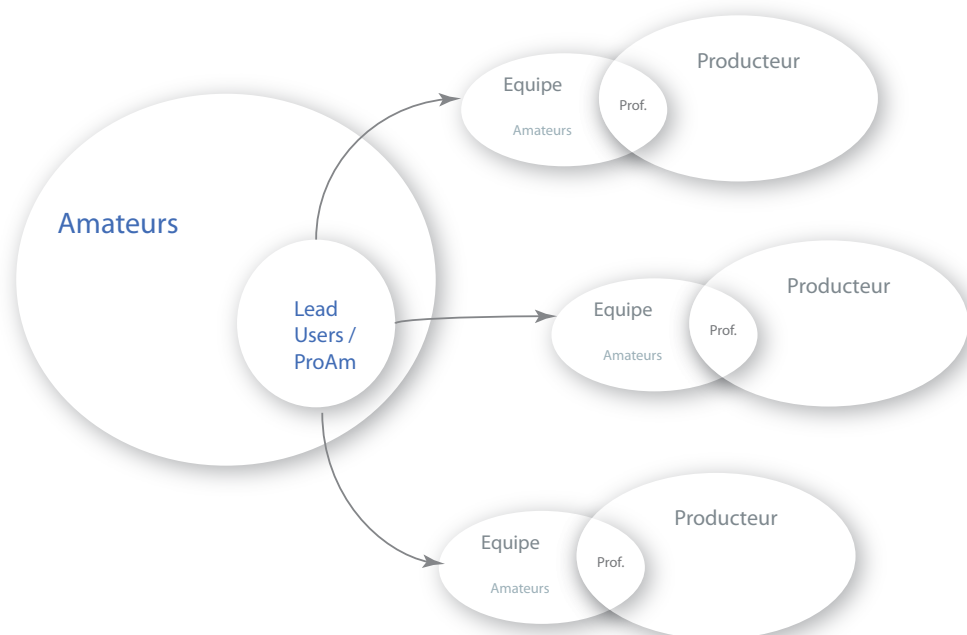 Producteur
Equipe
Prof.
Amateurs
Amateurs
Lead
Users /
ProAm
Producteur
Equipe
Prof.
Amateurs
Producteur
Equipe
Prof.
Amateurs